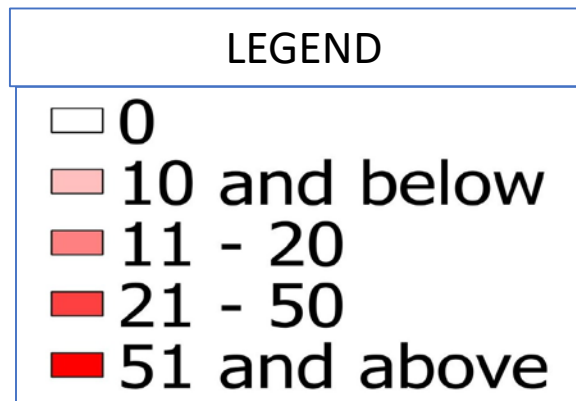 LEGEND
0
10 and below
11 - 20
21 - 50
51 and above